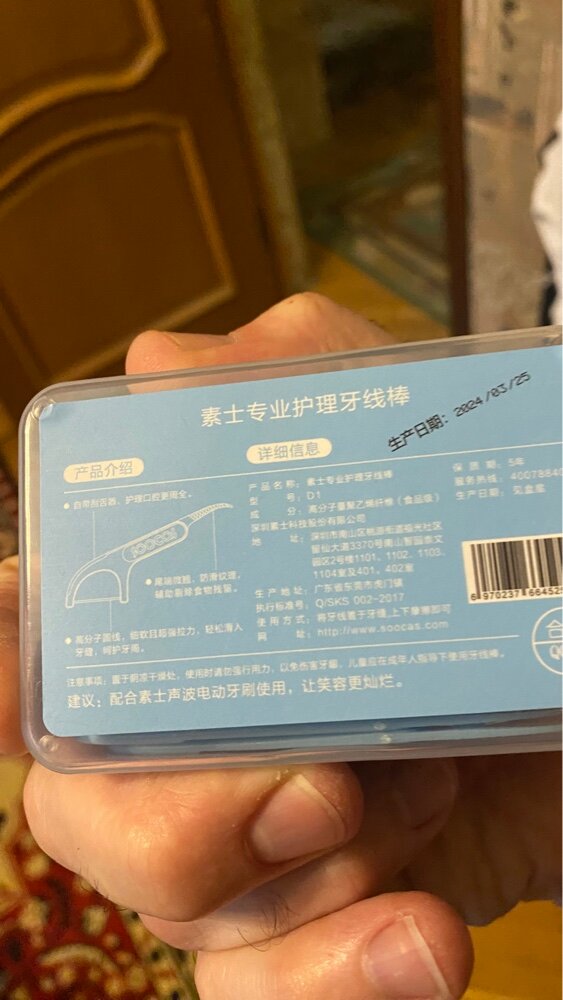 素士专业护理牙线棒
生产日期：2024/03/25
产品介绍
自带刮舌器，护理口腔更周全。
SOOCAS
尾端微翘，防滑纹理，
辅助剔除食物残留。
高分子圆线，细软且超强拉力，轻松滑入
牙缝，呵护牙周。
详细信息
产品名称：素士专业护理牙线棒
型号：D1
成分：高分子量聚乙烯纤维（食品级）
深圳素士科技股份有限公司
地址：深圳市南山区桃源街道福光社区
留仙大道3370号南山智园崇文
园区2号楼1101、1102、1103、
1104室及401、402室
生产地址：广东省东莞市虎门镇
执行标准号：Q/SKS 002-2017
使用方式：将牙线置于牙缝,上下摩擦即可
网址：http://www.soocas.com
保质期：5年
服务热线：40078840
生产日期：见盒底
6 970237 664525
合
注意事项：置于阴凉干燥处，使用时请勿强行用力，以免伤害牙龈，儿童应在成年人指导下使用牙线棒。
建议：配合素士声波电动牙刷使用，让笑容更灿烂。